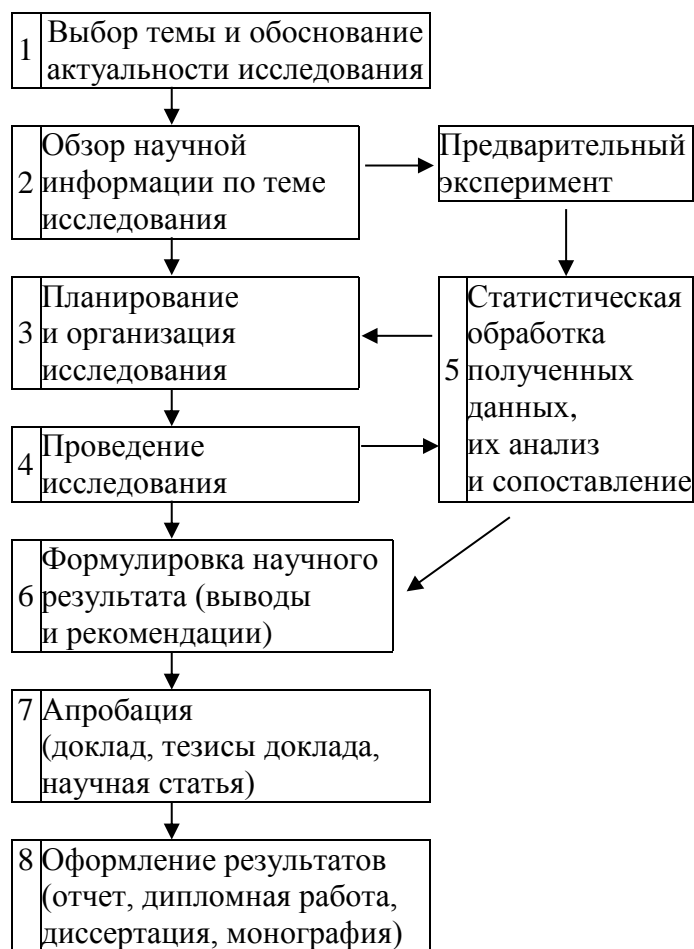 1 Выбор темы и обоснование
актуальности исследования
2 Обзор научной
информации по теме
исследования
Предварительный
эксперимент
3 Планирование
и организация
исследования
4 Проведение
исследования
5 Статистическая
обработка
полученных
данных,
их анализ
и сопоставление
6 Формулировка научного
результата (выводы
и рекомендации)
7 Апробация
(доклад, тезисы доклада,
научная статья)
8 Оформление результатов
(отчет, дипломная работа,
диссертация, монография)